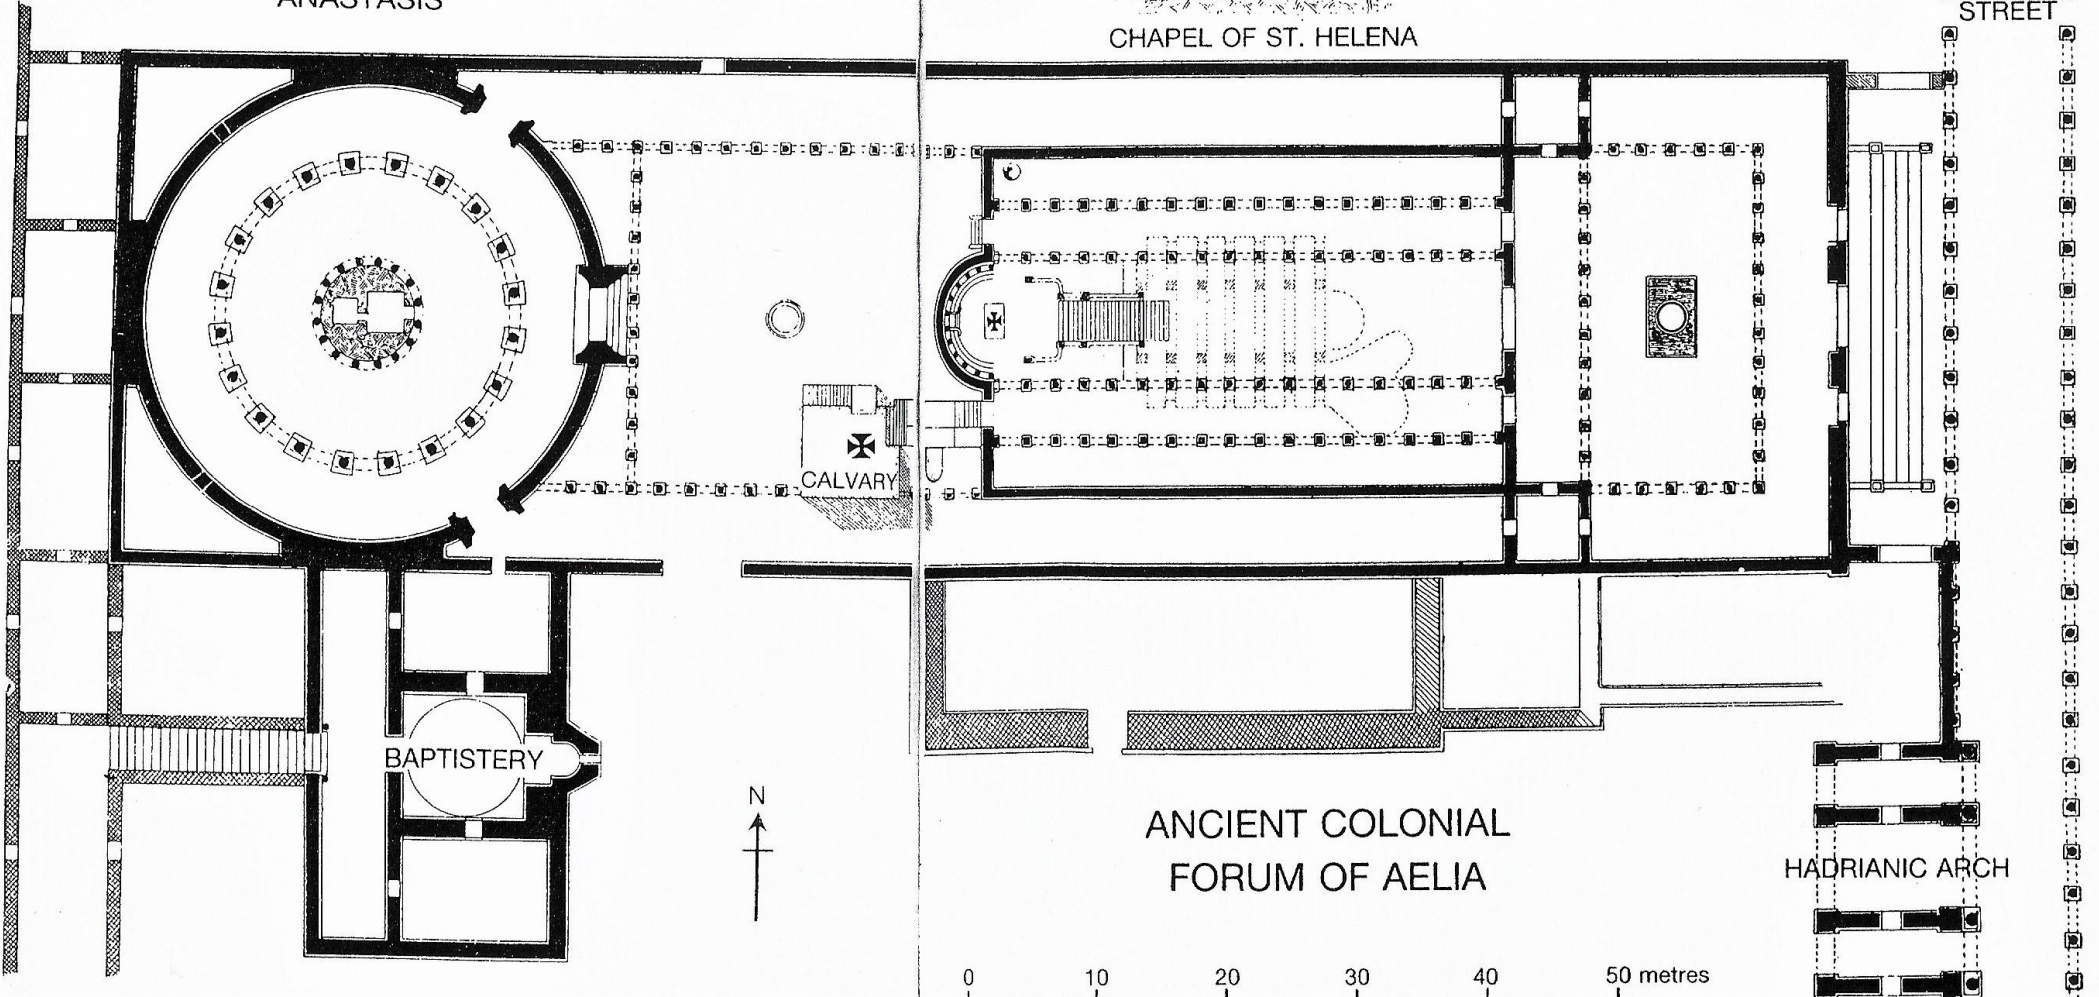 ANASTASIS
STREET
CHAPEL OF ST. HELENA
CALVARY
BAPTISTERY
N
ANCIENT COLONIAL
FORUM OF AELIA
HADRIANIC ARCH
0 10 20 30 40 50 metres